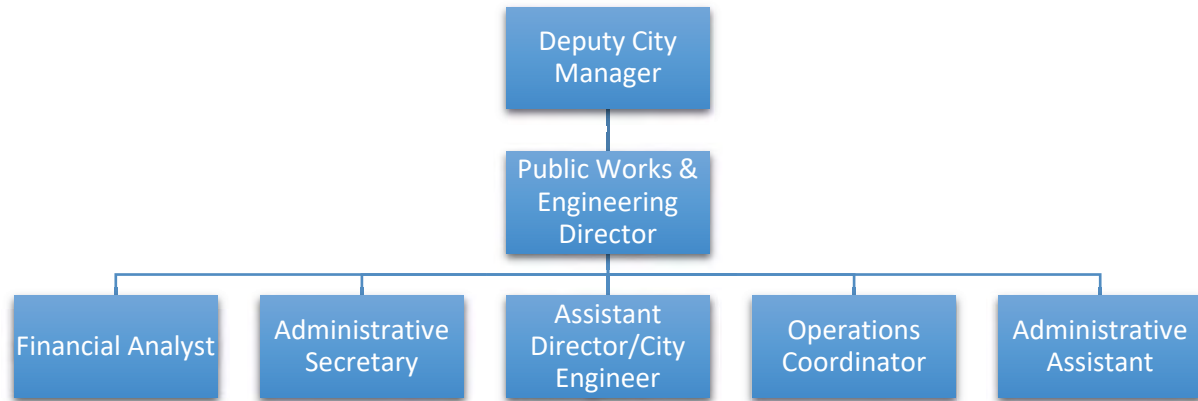 Deputy City
Manager
Public Works &
Engineering
Director
Financial Analyst
Administrative
Secretary
Assistant
Director/City
Engineer
Operations
Coordinator
Administrative
Assistant